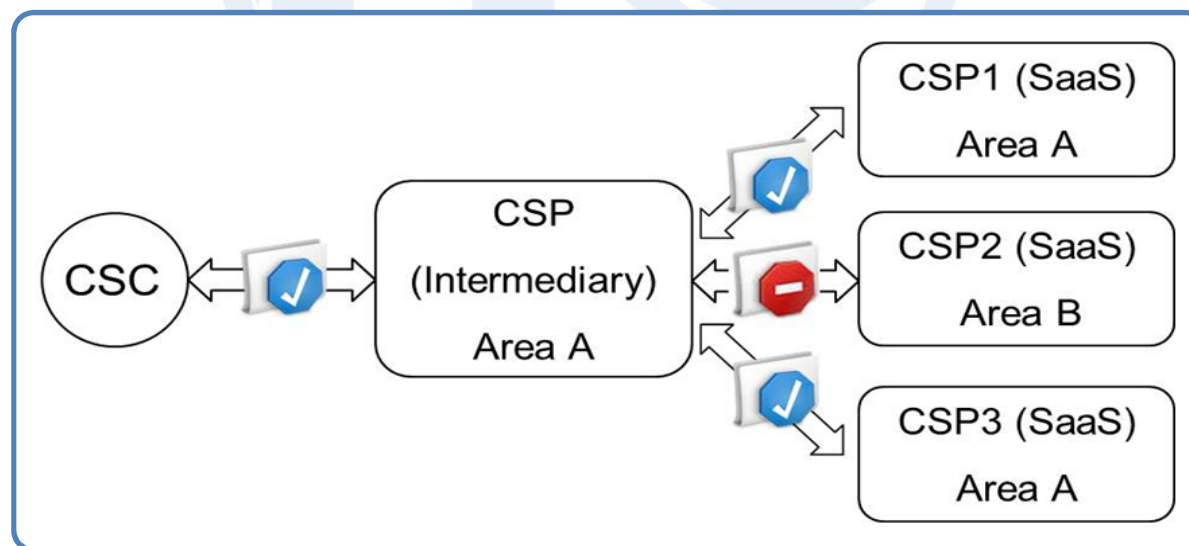 CSC
CSP
(Intermediary)
Area A
CSP1 (SaaS)
Area A
CSP2 (SaaS)
Area B
CSP3 (SaaS)
Area A